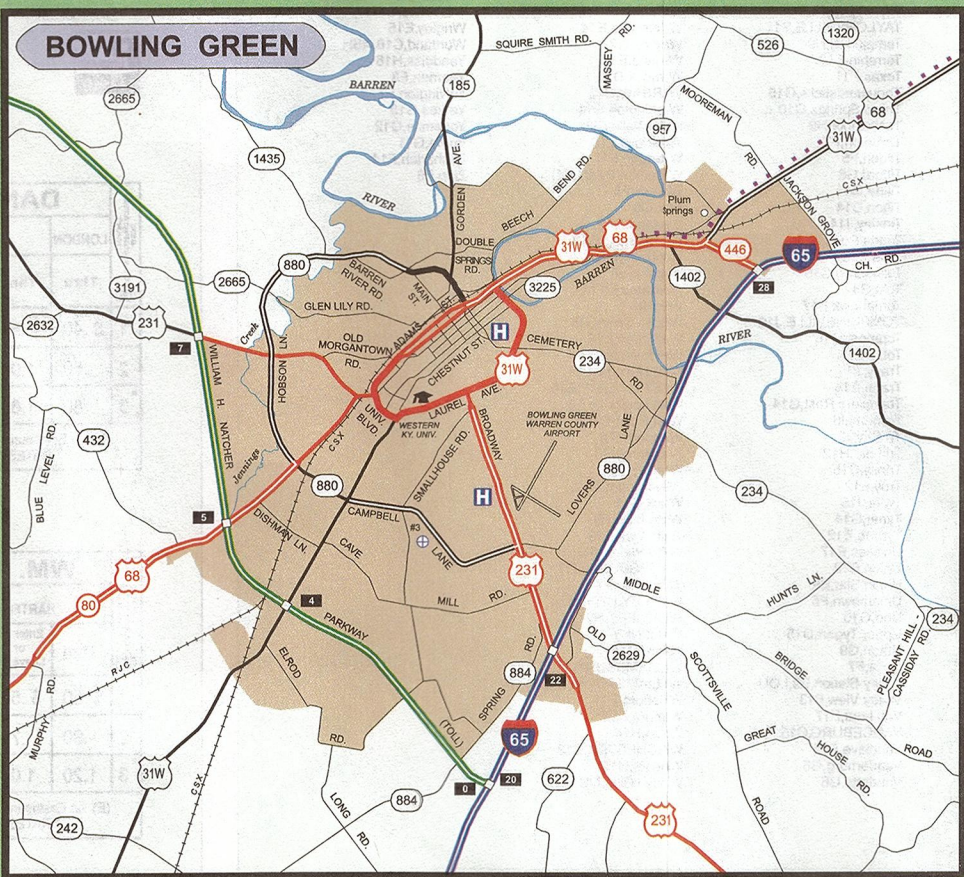 BOWLING GREEN
2665
1435
BARREN
RIVER
185
SQUIRE SMITH RD.
MASSEY RD.
526
1320
MOOREMAN RD.
957
68
31W
CSX
JACKSON GROVE
CH. RD.
GORDEN AVE.
BEECH BEND RD.
Plum Springs
DOUBLE SPRINGS RD.
31W
68
446
65
28
880
BARREN RIVER RD.
MAIN ST.
3225
BARREN
1402
RIVER
1402
2665
3191
2632
231
7
GLEN LILY RD.
OLD MORGANTOWN RD.
ADAMS ST.
CHESTNUT ST.
H
CEMETERY RD.
234
31W
Creek
HOBSON LN.
WILLIAM H. NATCHER PARKWAY
(TOLL)
UNIV. BLVD.
LAUREL AVE.
WESTERN KY. UNIV.
BROADWAY
BOWLING GREEN WARREN COUNTY AIRPORT
SMALLHOUSE RD.
LOVERS LANE
880
BLUE LEVEL RD.
432
Jennings
CSX
880
CAMPBELL LANE
H
#3
234
5
DISHMAN LN.
CAVE MILL RD.
231
68
80
4
MIDDLE BRIDGE ROAD
HUNTS LN.
234
PLEASANT HILL - CASSIDAY RD.
RJC
ELROD RD.
SPRING RD.
884
22
OLD SCOTTSVILLE ROAD
2629
MURPHY RD.
31W
CSX
242
LONG RD.
884
0
20
65
622
231
GREAT HOUSE RD.